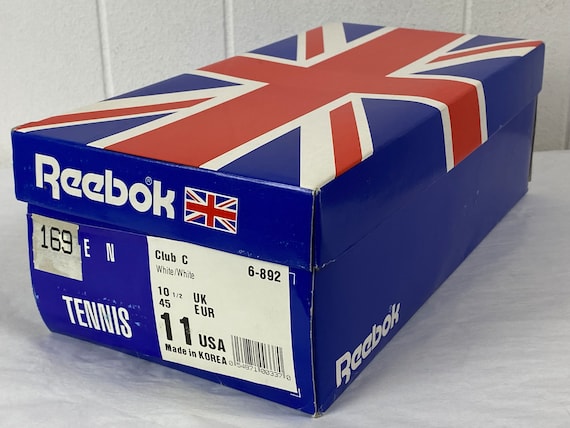 Reebok®
169
EN
TENNIS
Club C 6-892
White/White
10 1/2 UK
45 EUR
11 USA
Made in KOREA
Reebok